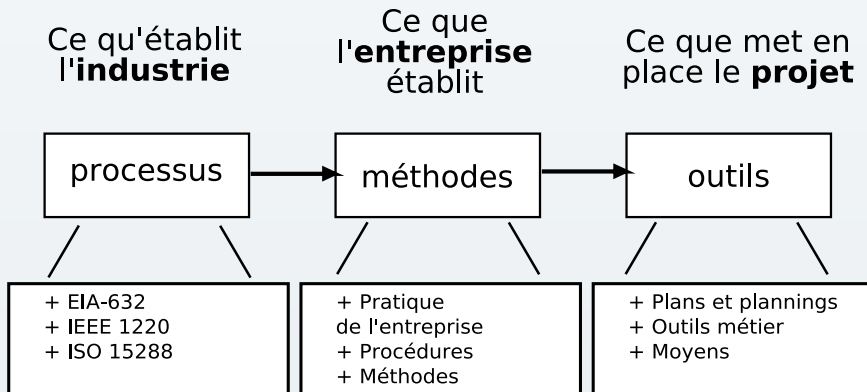 Ce qu'établit
l'industrie
Ce que
l'entreprise
établit
Ce que met en
place le projet
processus
méthodes
outils
+ EIA-632
+ IEEE 1220
+ ISO 15288
+ Pratique
de l'entreprise
+ Procédures
+ Méthodes
+ Plans et plannings
+ Outils métier
+ Moyens